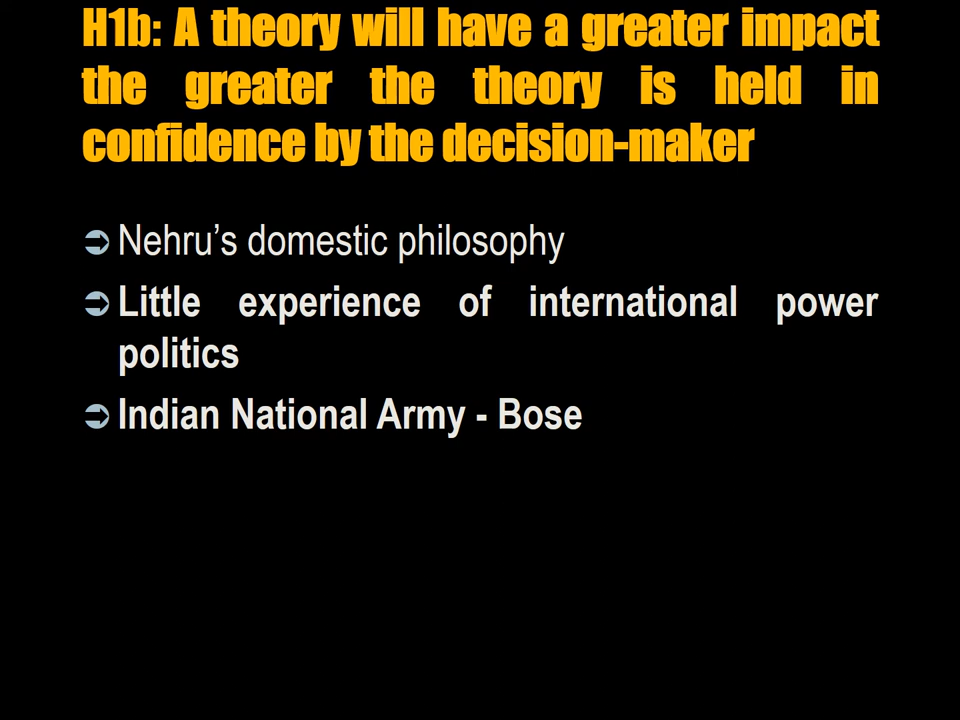 H1b: A theory will have a greater impact
the greater the theory is held in
confidence by the decision-maker
Nehru's domestic philosophy
Little experience of international power
politics
Indian National Army - Bose